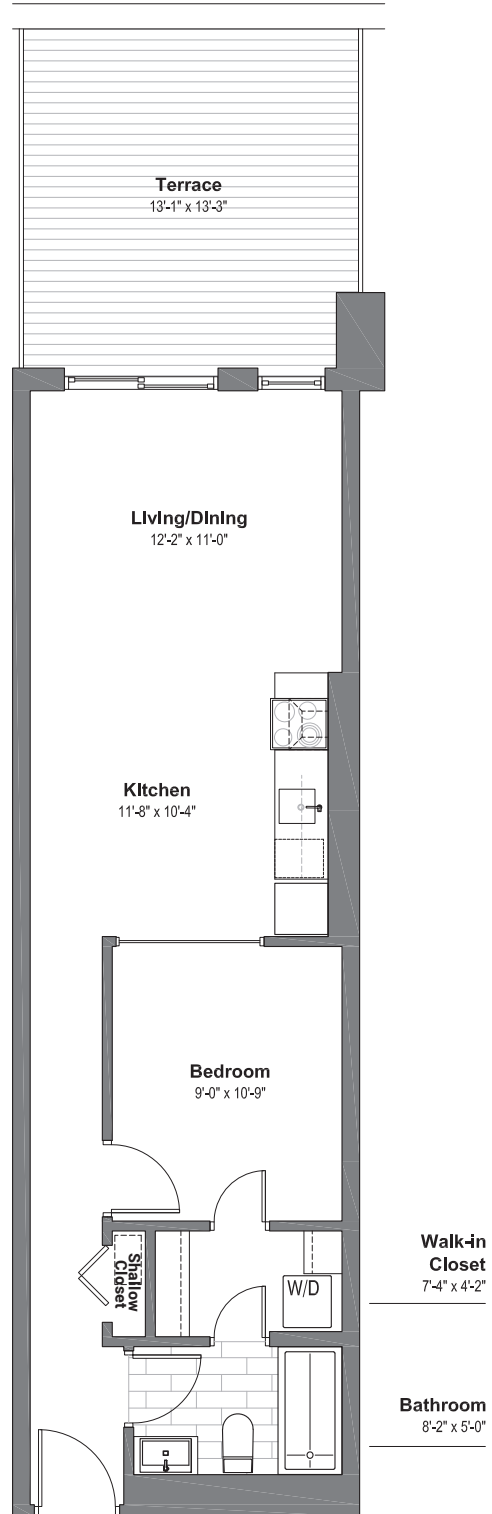 Terrace
13'-1" x 13'-3"
Living/Dining
12'-2" x 11'-0"
Kitchen
11'-8" x 10'-4"
Bedroom
9'-0" x 10'-9"
Shallow
Closet
W/D
Walk-in
Closet
7'-4" x 4'-2"
Bathroom
8'-2" x 5'-0"